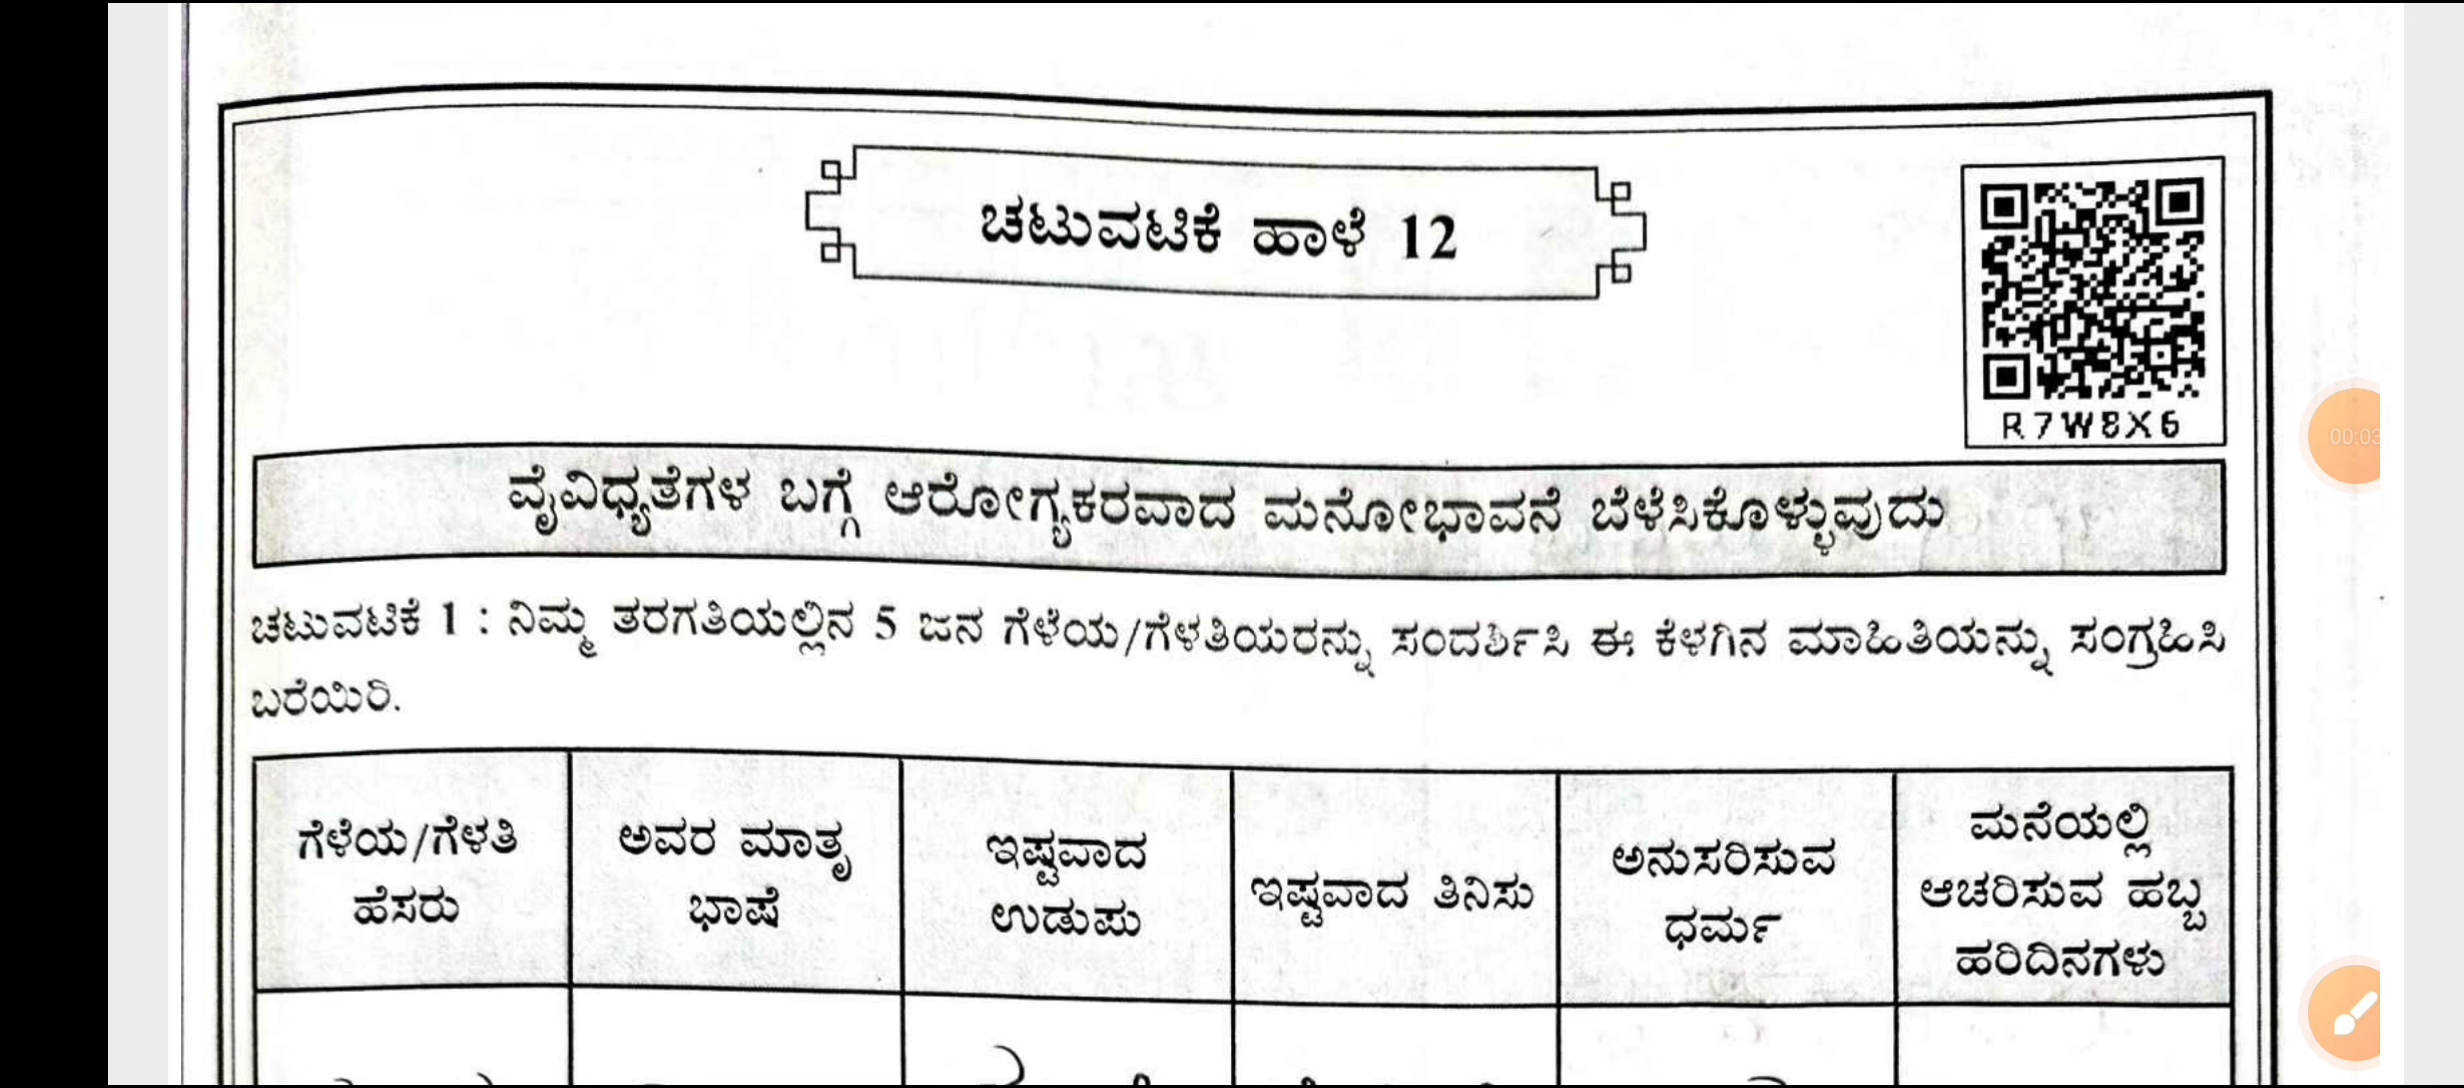 ಚಟುವಟಿಕೆ ಹಾಳೆ 12
R7W8X6
ವೈವಿಧ್ಯತೆಗಳ ಬಗ್ಗೆ ಆರೋಗ್ಯಕರವಾದ ಮನೋಭಾವನೆ ಬೆಳೆಸಿಕೊಳ್ಳುವುದು
ಚಟುವಟಿಕೆ 1 : ನಿಮ್ಮ ತರಗತಿಯಲ್ಲಿನ 5 ಜನ ಗೆಳೆಯ/ಗೆಳತಿಯರನ್ನು ಸಂದರ್ಶಿಸಿ ಈ ಕೆಳಗಿನ ಮಾಹಿತಿಯನ್ನು ಸಂಗ್ರಹಿಸಿ
ಬರೆಯಿರಿ.
ಗೆಳೆಯ/ಗೆಳತಿ
ಹೆಸರು
ಅವರ ಮಾತೃ
ಭಾಷೆ
ಇಷ್ಟವಾದ
ಉಡುಪು
ಇಷ್ಟವಾದ ತಿನಿಸು
ಅನುಸರಿಸುವ
ಧರ್ಮ
ಮನೆಯಲ್ಲಿ
ಆಚರಿಸುವ ಹಬ್ಬ
ಹರಿದಿನಗಳು